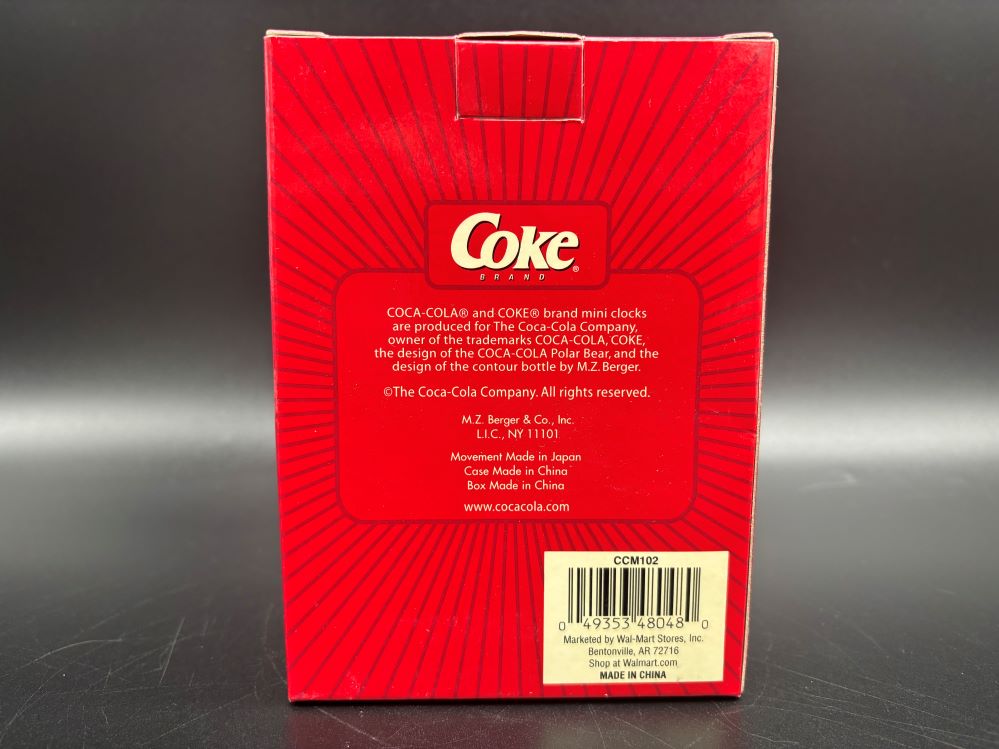 Coke®
BRAND
COCA-COLA® and COKE® brand mini clocks
are produced for The Coca-Cola Company,
owner of the trademarks COCA-COLA, COKE,
the design of the COCA-COLA Polar Bear, and the
design of the contour bottle by M.Z. Berger.
©The Coca-Cola Company. All rights reserved.
M.Z. Berger & Co., Inc.
L.I.C., NY 11101
Movement Made in Japan
Case Made in China
Box Made in China
www.cocacola.com
CCM102
0 49353 48048 0
Marketed by Wal-Mart Stores, Inc.
Bentonville, AR 72716
Shop at Walmart.com
MADE IN CHINA